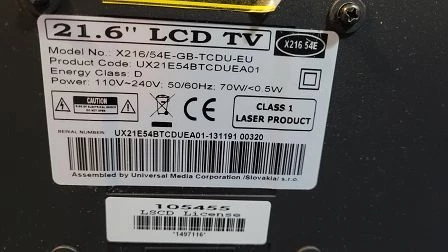 21.6" LCD TV
X216 54E
Model No.: X216/54E-GB-TCDU-EU
Product Code: UX21E54BTCDUEA01
Energy Class: D
Power: 110V~240V; 50/60Hz; 70W/<0.5W
CAUTION
CE
CLASS 1
LASER PRODUCT
SERIAL NUMBER:
UX21E54BTCDUEA01-131191 00320
Assembled by Universal Media Corporation /Slovakia/ s.r.o.
105455
LSCD License
*1497116*